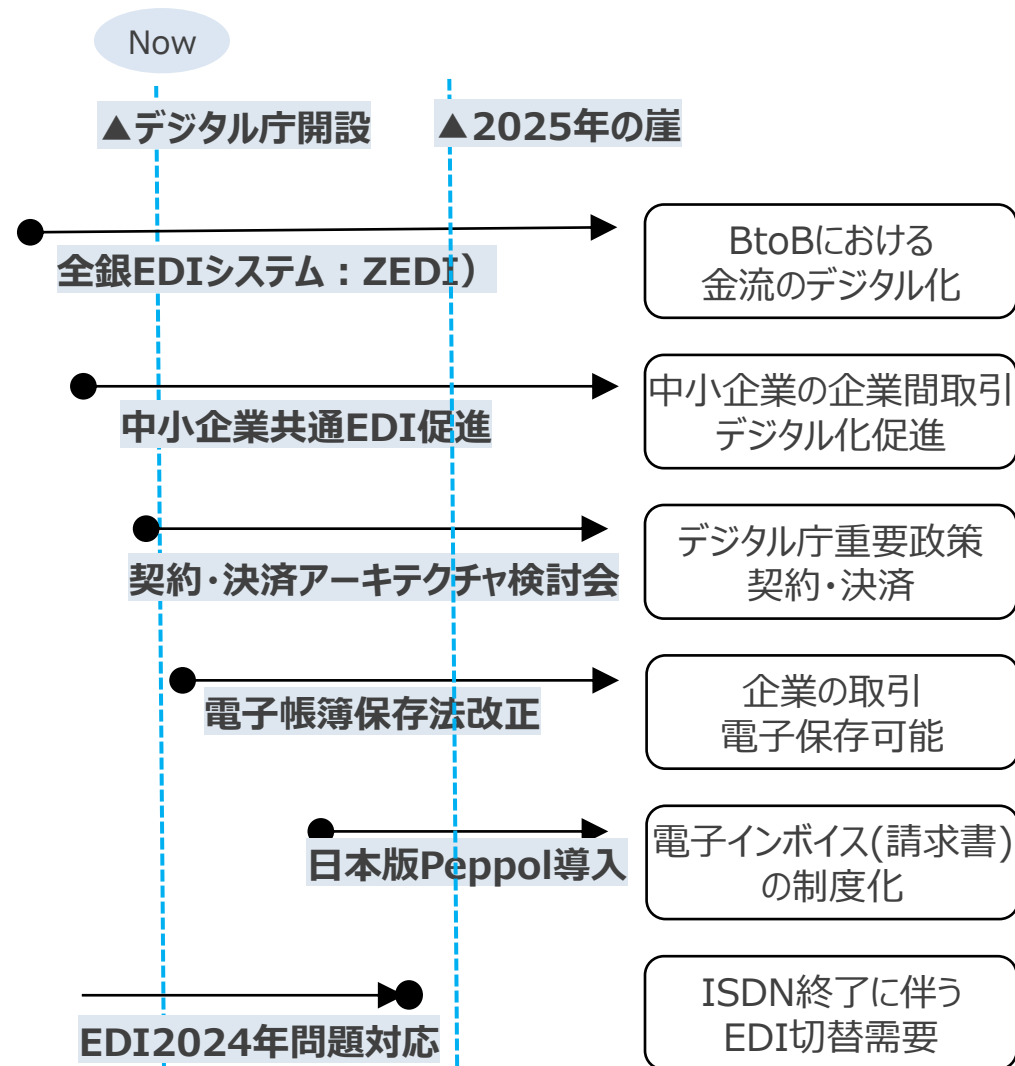 Now
▲デジタル庁開設
▲2025年の崖
全銀EDIシステム：ZEDI）
BtoBにおける
金流のデジタル化
中小企業共通EDI促進
中小企業の企業間取引
デジタル化促進
契約・決済アーキテクチャ検討会
デジタル庁重要政策
契約・決済
電子帳簿保存法改正
企業の取引
電子保存可能
日本版Peppol導入
電子インボイス(請求書)
の制度化
EDI2024年問題対応
ISDN終了に伴う
EDI切替需要